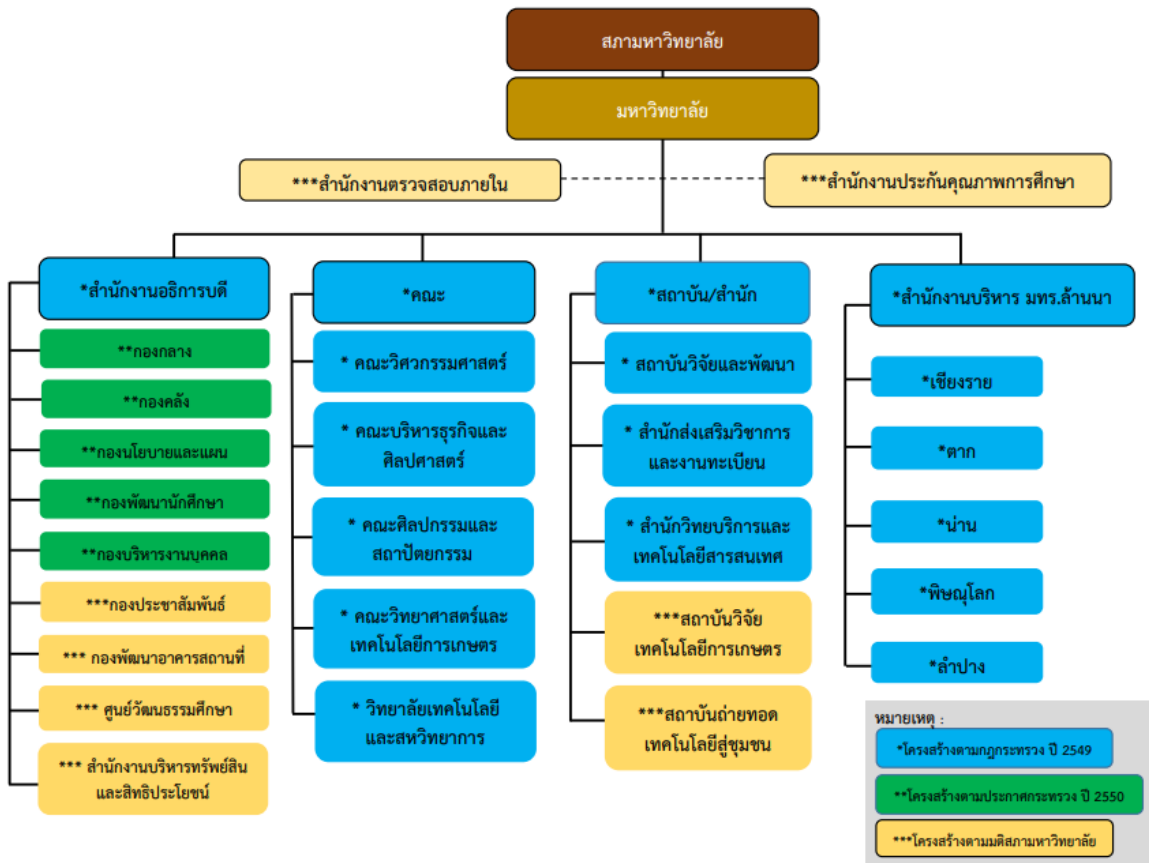 สภามหาวิทยาลัย
มหาวิทยาลัย
***สำนักงานตรวจสอบภายใน
***สำนักงานประกันคุณภาพการศึกษา
*สำนักงานอธิการบดี
**กองกลาง
**กองคลัง
**กองนโยบายและแผน
**กองพัฒนานักศึกษา
**กองบริหารงานบุคคล
***กองประชาสัมพันธ์
*** กองพัฒนาอาคารสถานที่
*** ศูนย์วัฒนธรรมศึกษา
*** สำนักงานบริหารทรัพย์สิน
และสิทธิประโยชน์
*คณะ
* คณะวิศวกรรมศาสตร์
* คณะบริหารธุรกิจและ
ศิลปศาสตร์
* คณะศิลปกรรมและ
สถาปัตยกรรม
* คณะวิทยาศาสตร์และ
เทคโนโลยีการเกษตร
* วิทยาลัยเทคโนโลยี
และสหวิทยาการ
*สถาบัน/สำนัก
* สถาบันวิจัยและพัฒนา
* สำนักส่งเสริมวิชาการ
และงานทะเบียน
* สำนักวิทยบริการและ
เทคโนโลยีสารสนเทศ
***สถาบันวิจัย
เทคโนโลยีการเกษตร
***สถาบันถ่ายทอด
เทคโนโลยีสู่ชุมชน
*สำนักงานบริหาร มทร.ล้านนา
*เชียงราย
*ตาก
*น่าน
*พิษณุโลก
*ลำปาง
หมายเหตุ :
*โครงสร้างตามกฎกระทรวง ปี 2549
**โครงสร้างตามประกาศกระทรวง ปี 2550
***โครงสร้างตามมติสภามหาวิทยาลัย